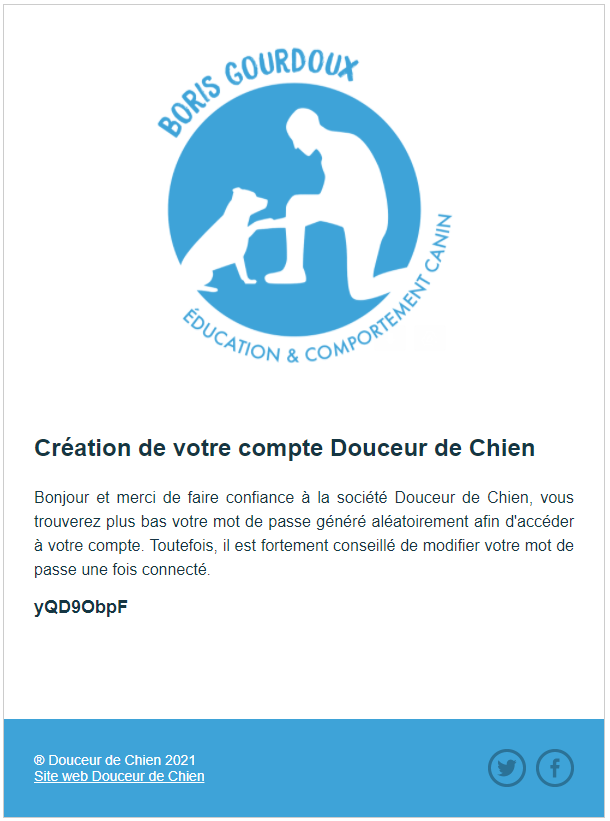 BORIS GOURDOUX
ÉDUCATION & COMPORTEMENT CANIN
Création de votre compte Douceur de Chien
Bonjour et merci de faire confiance à la société Douceur de Chien, vous
trouverez plus bas votre mot de passe généré aléatoirement afin d'accéder
à votre compte. Toutefois, il est fortement conseillé de modifier votre mot de
passe une fois connecté.
yQD9ObpF
® Douceur de Chien 2021
Site web Douceur de Chien